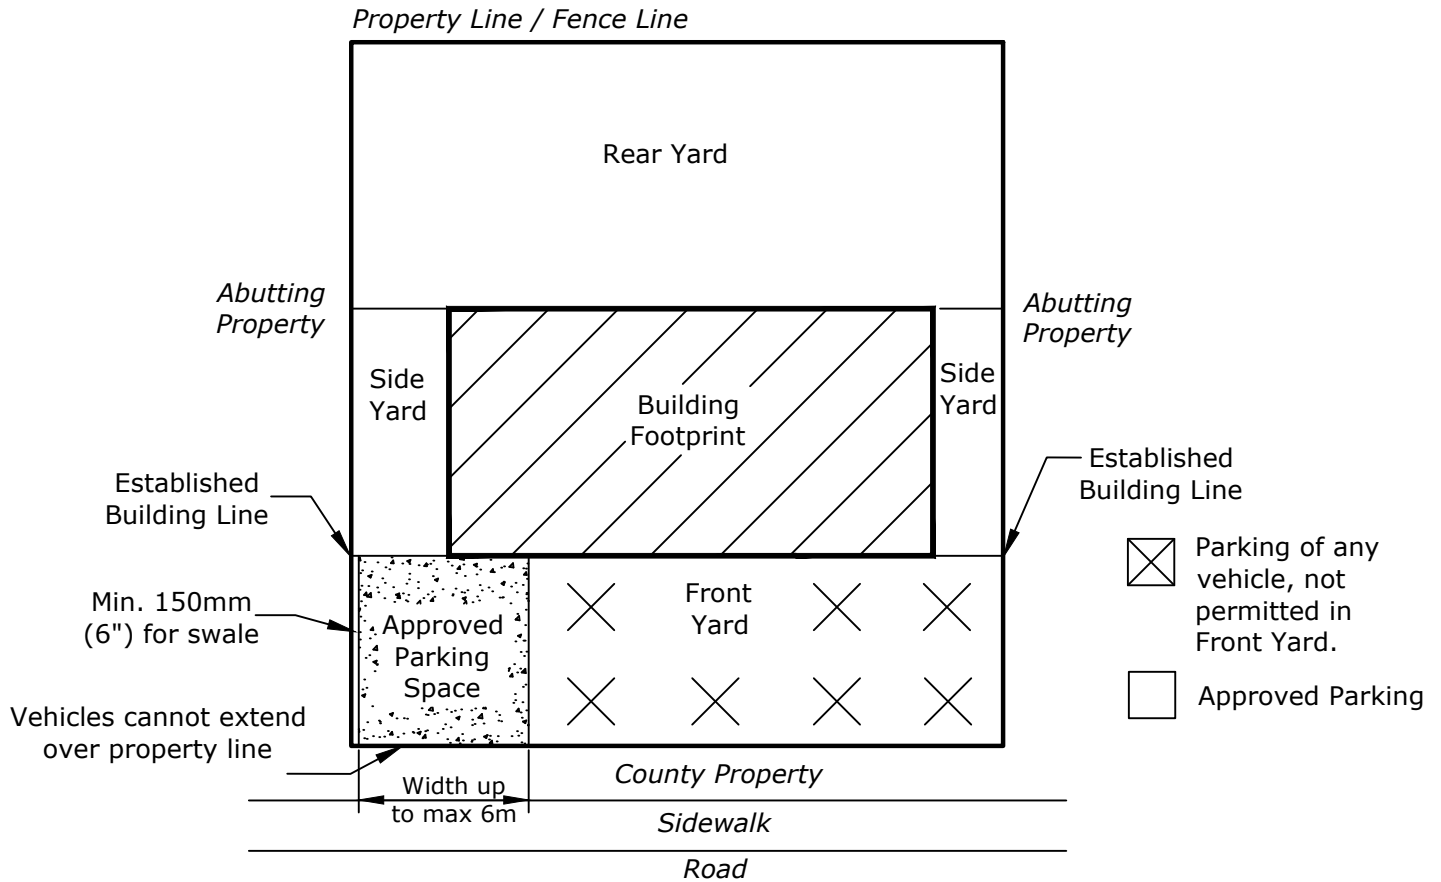 Property Line / Fence Line
Rear Yard
Abutting
Property
Abutting
Property
Side
Yard
Building
Footprint
Side
Yard
Established
Building Line
Established
Building Line
Min. 150mm
(6") for swale
Approved
Parking
Space
Front
Yard
Parking of any
vehicle, not
permitted in
Front Yard.
Approved Parking
Vehicles cannot extend
over property line
Width up
to max 6m
County Property
Sidewalk
Road